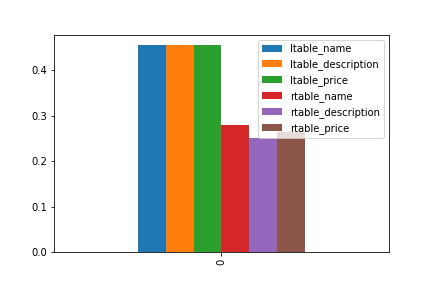 0.4
0.3
0.2
0.1
0.0
0
ltable_name
ltable_description
ltable_price
rtable_name
rtable_description
rtable_price